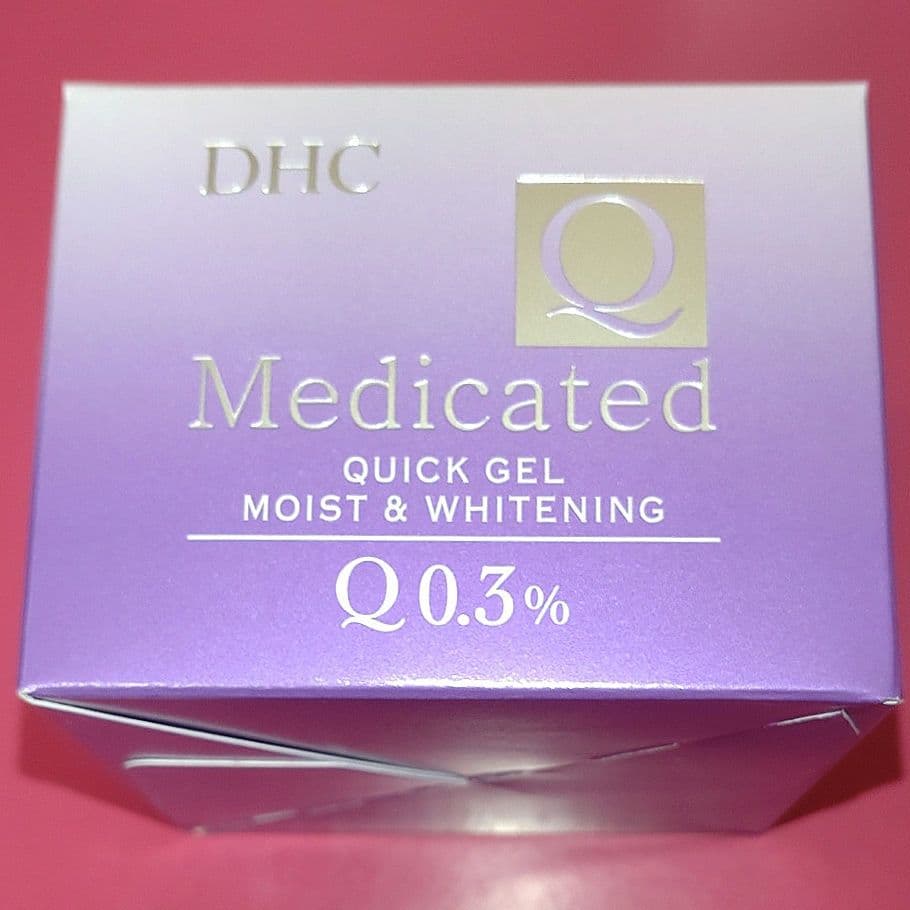 DHC
Q
Medicated
QUICK GEL
MOIST & WHITENING
Q 0.3%